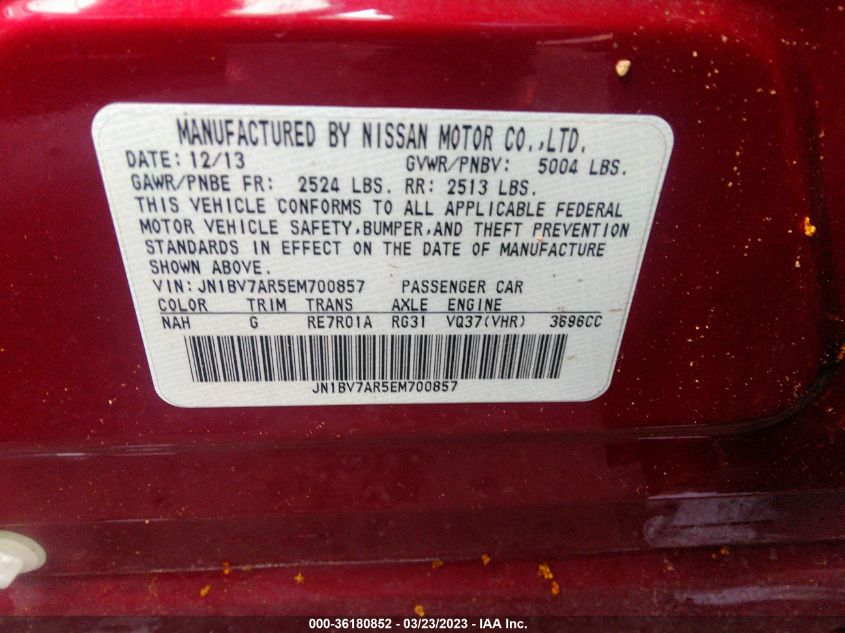 MANUFACTURED BY NISSAN MOTOR CO.,LTD.
DATE: 12/13 GVWR/PNBV: 5004 LBS.
GAWR/PNBE FR: 2524 LBS. RR: 2513 LBS.
THIS VEHICLE CONFORMS TO ALL APPLICABLE FEDERAL
MOTOR VEHICLE SAFETY,BUMPER,AND THEFT PREVENTION
STANDARDS IN EFFECT ON THE DATE OF MANUFACTURE
SHOWN ABOVE.
VIN: JN1BV7AR5EM700857 PASSENGER CAR
COLOR TRIM TRANS AXLE ENGINE
NAH G RE7R01A RG31 VQ37(VHR) 3696CC
JN1BV7AR5EM700857
000-36180852 - 03/23/2023 - IAA Inc.